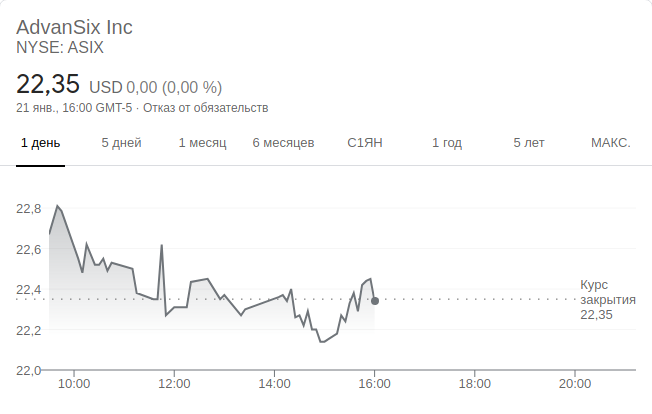 AdvanSix Inc
NYSE: ASIX
22,35 USD 0,00 (0,00 %)
21 янв., 16:00 GMT-5 · Отказ от обязательств
1 день 5 дней 1 месяц 6 месяцев С1ЯН 1 год 5 лет МАКС.
22,8
22,6
22,4
22,2
22,0
Курс
закрытия
22,35
10:00 12:00 14:00 16:00 18:00 20:00